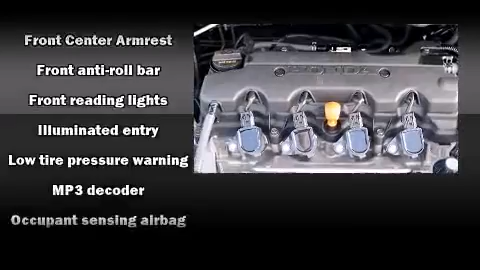 Front Center Armrest
Front anti-roll bar
Front reading lights
Illuminated entry
Low tire pressure warning
MP3 decoder
Occupant sensing airbag